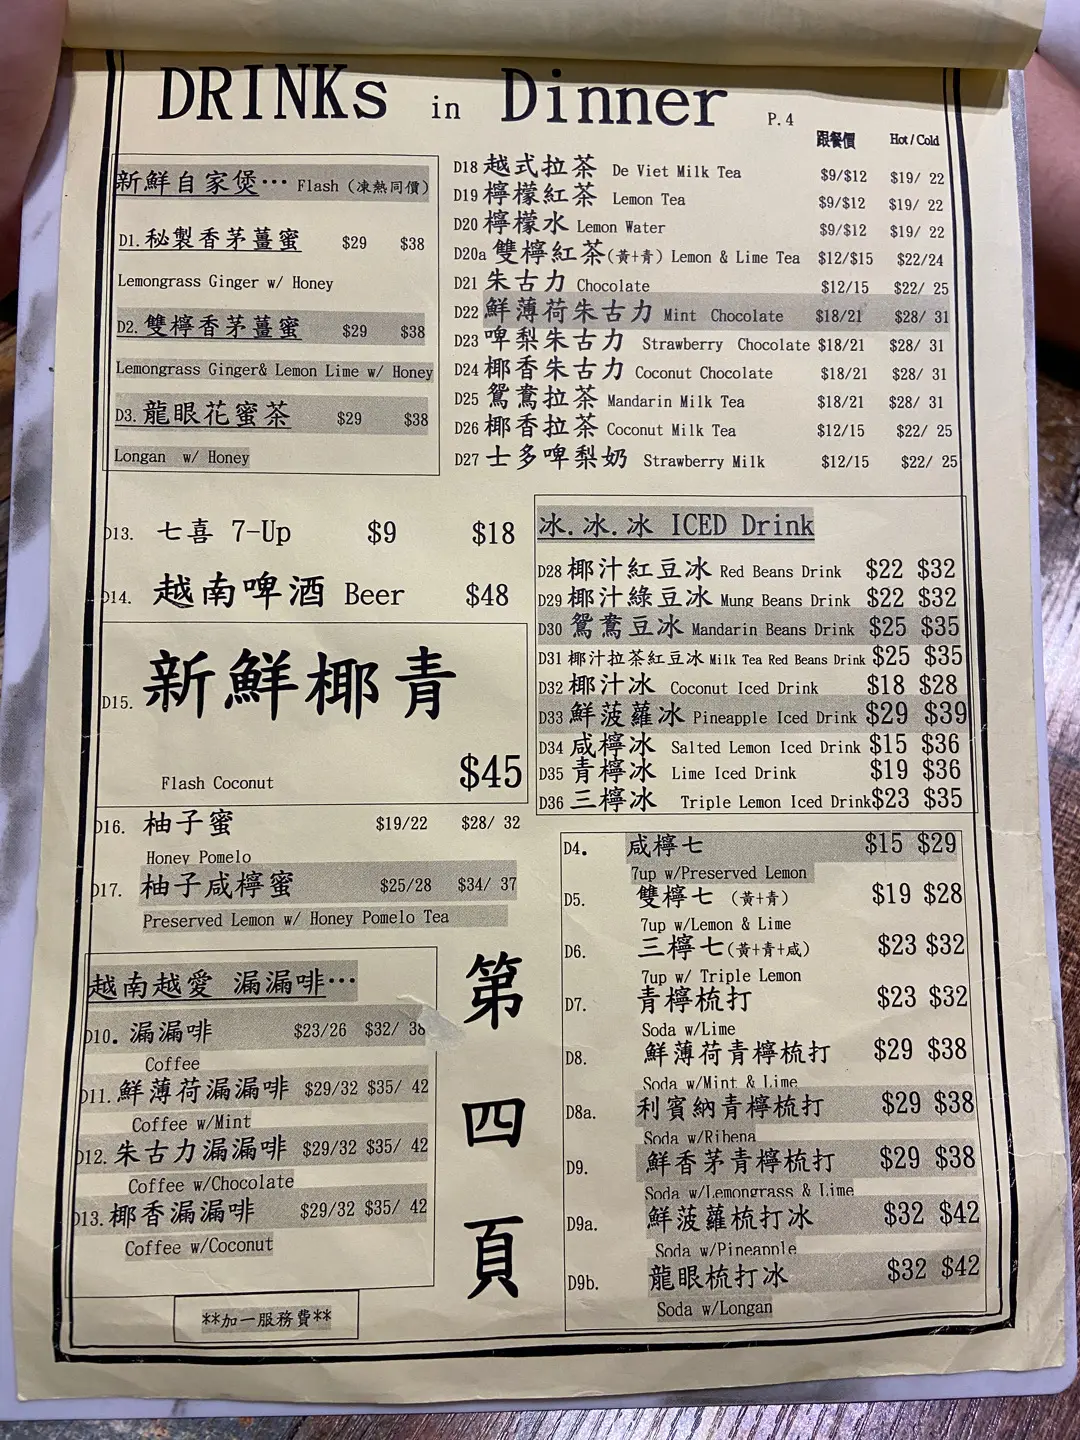 DRINKs in Dinner P.4
新鮮自家煲… Flash (凍熱同價)
D1.秘製香茅薑蜜 $29 $38
Lemongrass Ginger w/ Honey
D2.雙檸香茅薑蜜 $29 $38
Lemongrass Ginger& Lemon Lime w/ Honey
D3.龍眼花蜜茶 $29 $38
Longan w/ Honey
跟餐價 Hot/Cold
D18 越式拉茶 De Viet Milk Tea $9/$12 $19/ 22
D19 檸檬紅茶 Lemon Tea $9/$12 $19/ 22
D20 檸檬水 Lemon Water $9/$12 $19/ 22
D20a 雙檸紅茶(黃+青) Lemon & Lime Tea $12/$15 $22/24
D21 朱古力 Chocolate $12/15 $22/ 25
D22 鮮薄荷朱古力 Mint Chocolate $18/21 $28/ 31
D23 啤梨朱古力 Strawberry Chocolate $18/21 $28/ 31
D24 椰香朱古力 Coconut Chocolate $18/21 $28/ 31
D25 鴛鴦拉茶 Mandarin Milk Tea $18/21 $28/ 31
D26 椰香拉茶 Coconut Milk Tea $12/15 $22/ 25
D27 士多啤梨奶 Strawberry Milk $12/15 $22/ 25
D13. 七喜 7-Up $9 $18
D14. 越南啤酒 Beer $48
D15. 新鮮椰青
Flash Coconut $45
D16. 柚子蜜 $19/22 $28/ 32
Honey Pomelo
D17. 柚子咸檸蜜 $25/28 $34/ 37
Preserved Lemon w/ Honey Pomelo Tea
冰.冰.冰 ICED Drink
D28 椰汁紅豆冰 Red Beans Drink $22 $32
D29 椰汁綠豆冰 Mung Beans Drink $22 $32
D30 鴛鴦豆冰 Mandarin Beans Drink $25 $35
D31 椰汁拉茶紅豆冰 Milk Tea Red Beans Drink $25 $35
D32 椰汁冰 Coconut Iced Drink $18 $28
D33 鮮菠蘿冰 Pineapple Iced Drink $29 $39
D34 咸檸冰 Salted Lemon Iced Drink $15 $36
D35 青檸冰 Lime Iced Drink $19 $36
D36 三檸冰 Triple Lemon Iced Drink $23 $35
越南越愛 漏漏啡…
D10. 漏漏啡 $23/26 $32/ 38
Coffee
D11. 鮮薄荷漏漏啡 $29/32 $35/ 42
Coffee w/Mint
D12. 朱古力漏漏啡 $29/32 $35/ 42
Coffee w/Chocolate
D13. 椰香漏漏啡 $29/32 $35/ 42
Coffee w/Coconut
**加一服務費**
第四頁
D4. 咸檸七 $15 $29
7up w/Preserved Lemon
D5. 雙檸七 (黃+青) $19 $28
7up w/Lemon & Lime
D6. 三檸七(黃+青+咸) $23 $32
7up w/ Triple Lemon
D7. 青檸梳打 $23 $32
Soda w/Lime
D8. 鮮薄荷青檸梳打 $29 $38
Soda w/Mint & Lime
D8a. 利賓納青檸梳打 $29 $38
Soda w/Ribena
D9. 鮮香茅青檸梳打 $29 $38
Soda w/Lemongrass & Lime
D9a. 鮮菠蘿梳打冰 $32 $42
Soda w/Pineapple
D9b. 龍眼梳打冰 $32 $42
Soda w/Longan